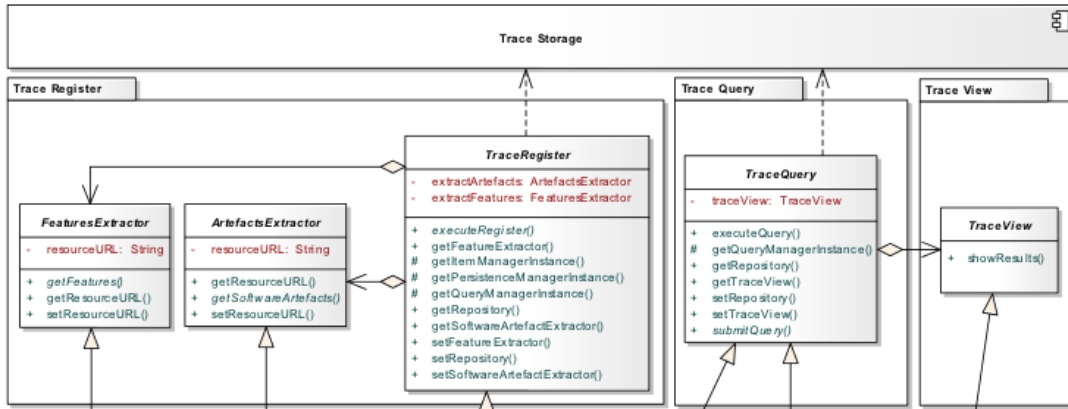 Trace Storage
Trace Register
Trace Query
Trace View
TraceRegister
- extractArtefacts: ArtefactsExtractor
- extractFeatures: FeaturesExtractor
+ executeRegister()
+ getFeatureExtractor()
# getItemManagerInstance()
# getPersistenceManagerInstance()
# getQueryManagerInstance()
+ getRepository()
+ getSoftwareArtefactExtractor()
+ setFeatureExtractor()
+ setRepository()
+ setSoftwareArtefactExtractor()
FeaturesExtractor
- resourceURL: String
+ getFeatures()
+ getResourceURL()
+ setResourceURL()
ArtefactsExtractor
- resourceURL: String
+ getResourceURL()
+ getSoftwareArtefacts()
+ setResourceURL()
TraceQuery
- traceView: TraceView
+ executeQuery()
# getQueryManagerInstance()
+ getRepository()
+ getTraceView()
+ setRepository()
+ setTraceView()
+ submitQuery()
TraceView
+ showResults()